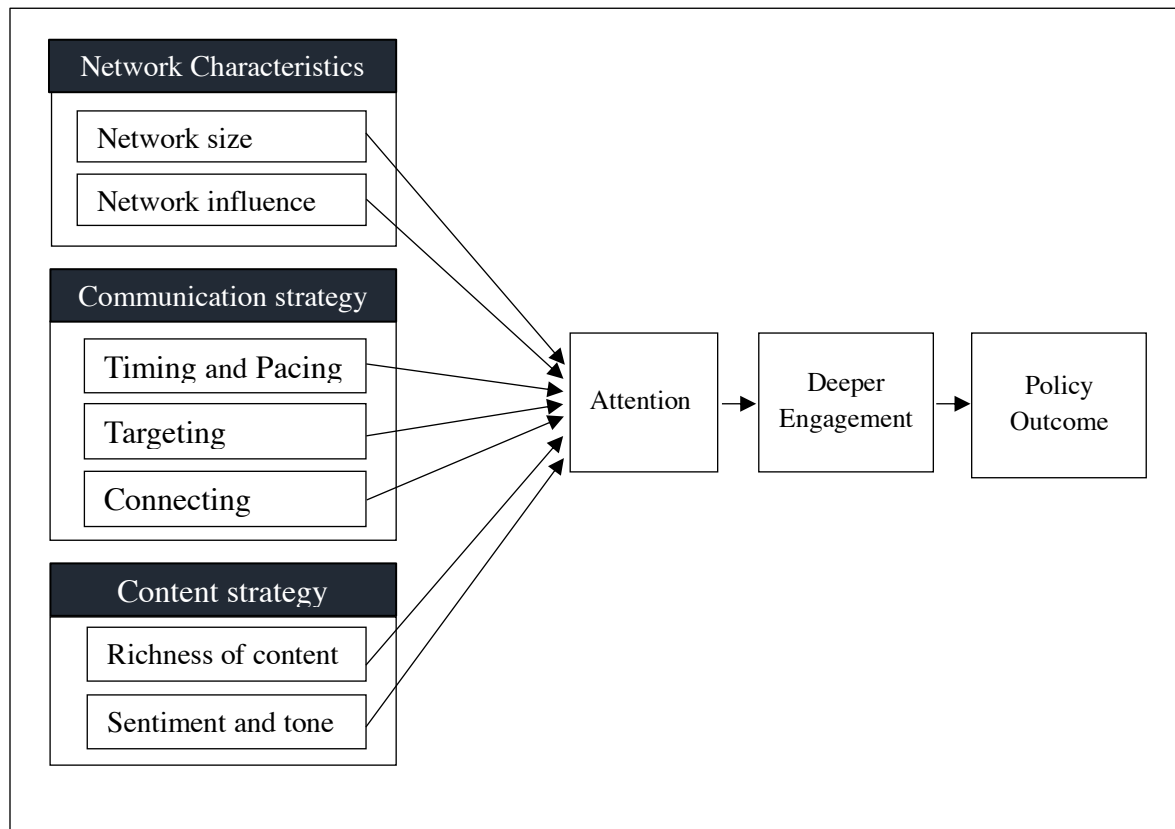 Network Characteristics
Network size
Network influence
Communication strategy
Timing and Pacing
Targeting
Connecting
Content strategy
Richness of content
Sentiment and tone
Attention
Deeper
Engagement
Policy
Outcome